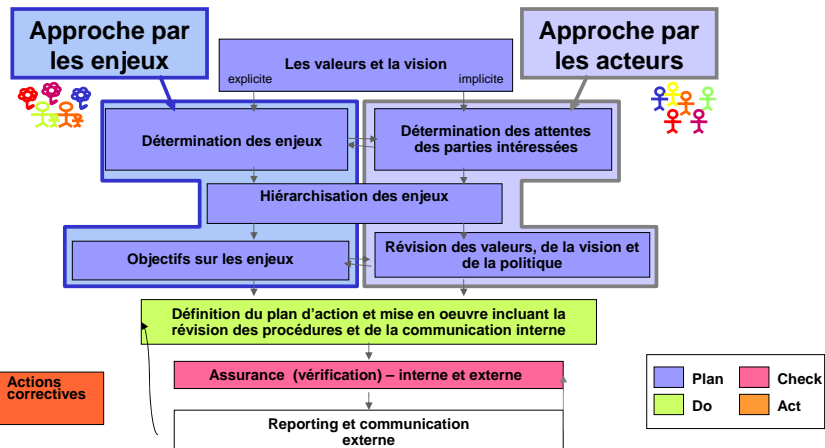 Approche par
les enjeux
Approche par
les acteurs
Les valeurs et la vision
explicite
implicite
Détermination des enjeux
Détermination des attentes
des parties intéressées
Hiérarchisation des enjeux
Objectifs sur les enjeux
Révision des valeurs, de la vision et
de la politique
Définition du plan d'action et mise en oeuvre incluant la
révision des procédures et de la communication interne
Assurance (vérification) – interne et externe
Actions
correctives
Reporting et communication
externe
Plan
Check
Do
Act